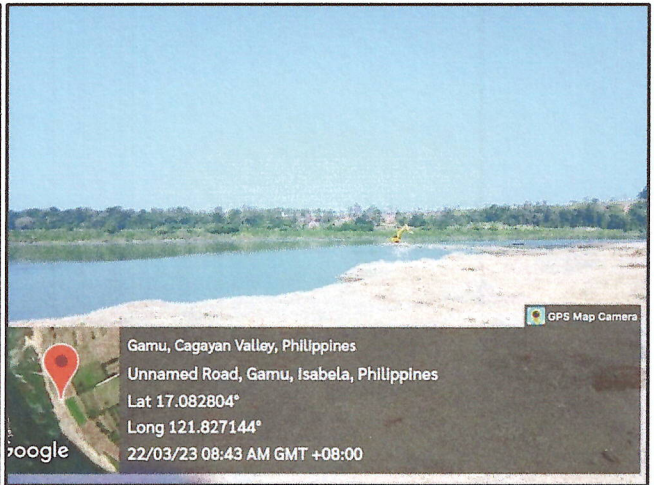 GPS Map Camera
Gamu, Cagayan Valley, Philippines
Unnamed Road, Gamu, Isabela, Philippines
Lat 17.082804°
Long 121.827144°
22/03/23 08:43 AM GMT +08:00
Google